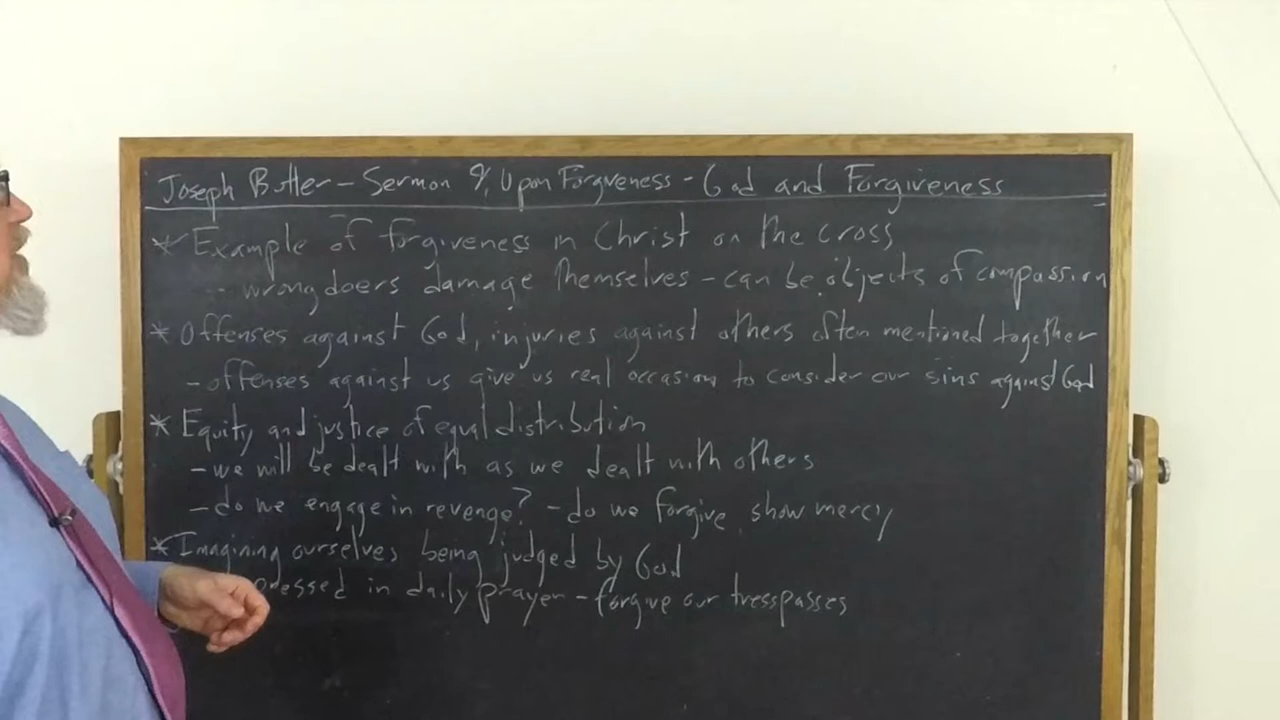 Joseph Butler - Sermon 9, Upon Forgiveness - God and Forgiveness
* Example of forgiveness in Christ on the cross
- wrongdoers damage themselves - can be objects of compassion
* Offenses against God, injuries against others often mentioned together
- offenses against us give us real occasion to consider our sins against God
* Equity and justice of equal distribution
- we will be dealt with as we dealt with others
- do we engage in revenge? - do we forgive, show mercy
* Imagining ourselves being judged by God
pressed in daily prayer - forgive our tresspasses